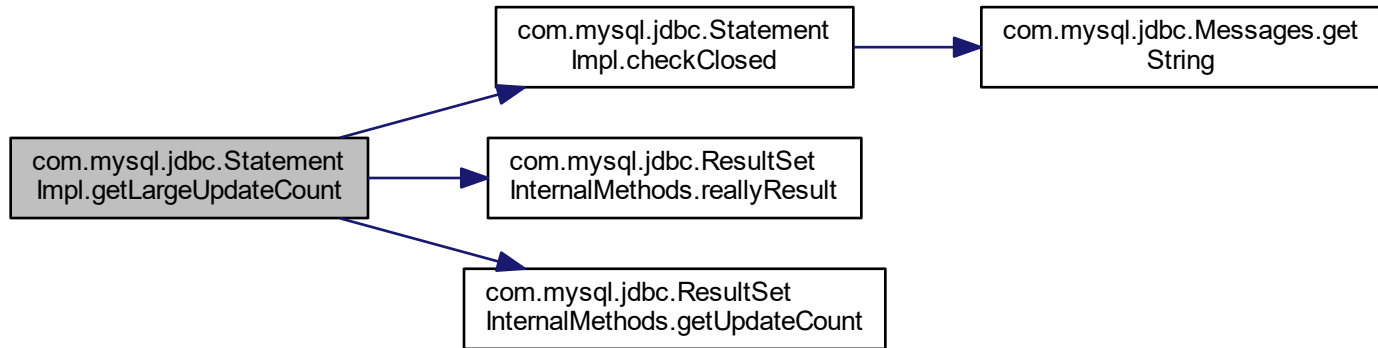 com.mysql.jdbc.Statement
Impl.checkClosed
com.mysql.jdbc.Messages.get
String
com.mysql.jdbc.Statement
Impl.getLargeUpdateCount
com.mysql.jdbc.ResultSet
InternalMethods.reallyResult
com.mysql.jdbc.ResultSet
InternalMethods.getUpdateCount